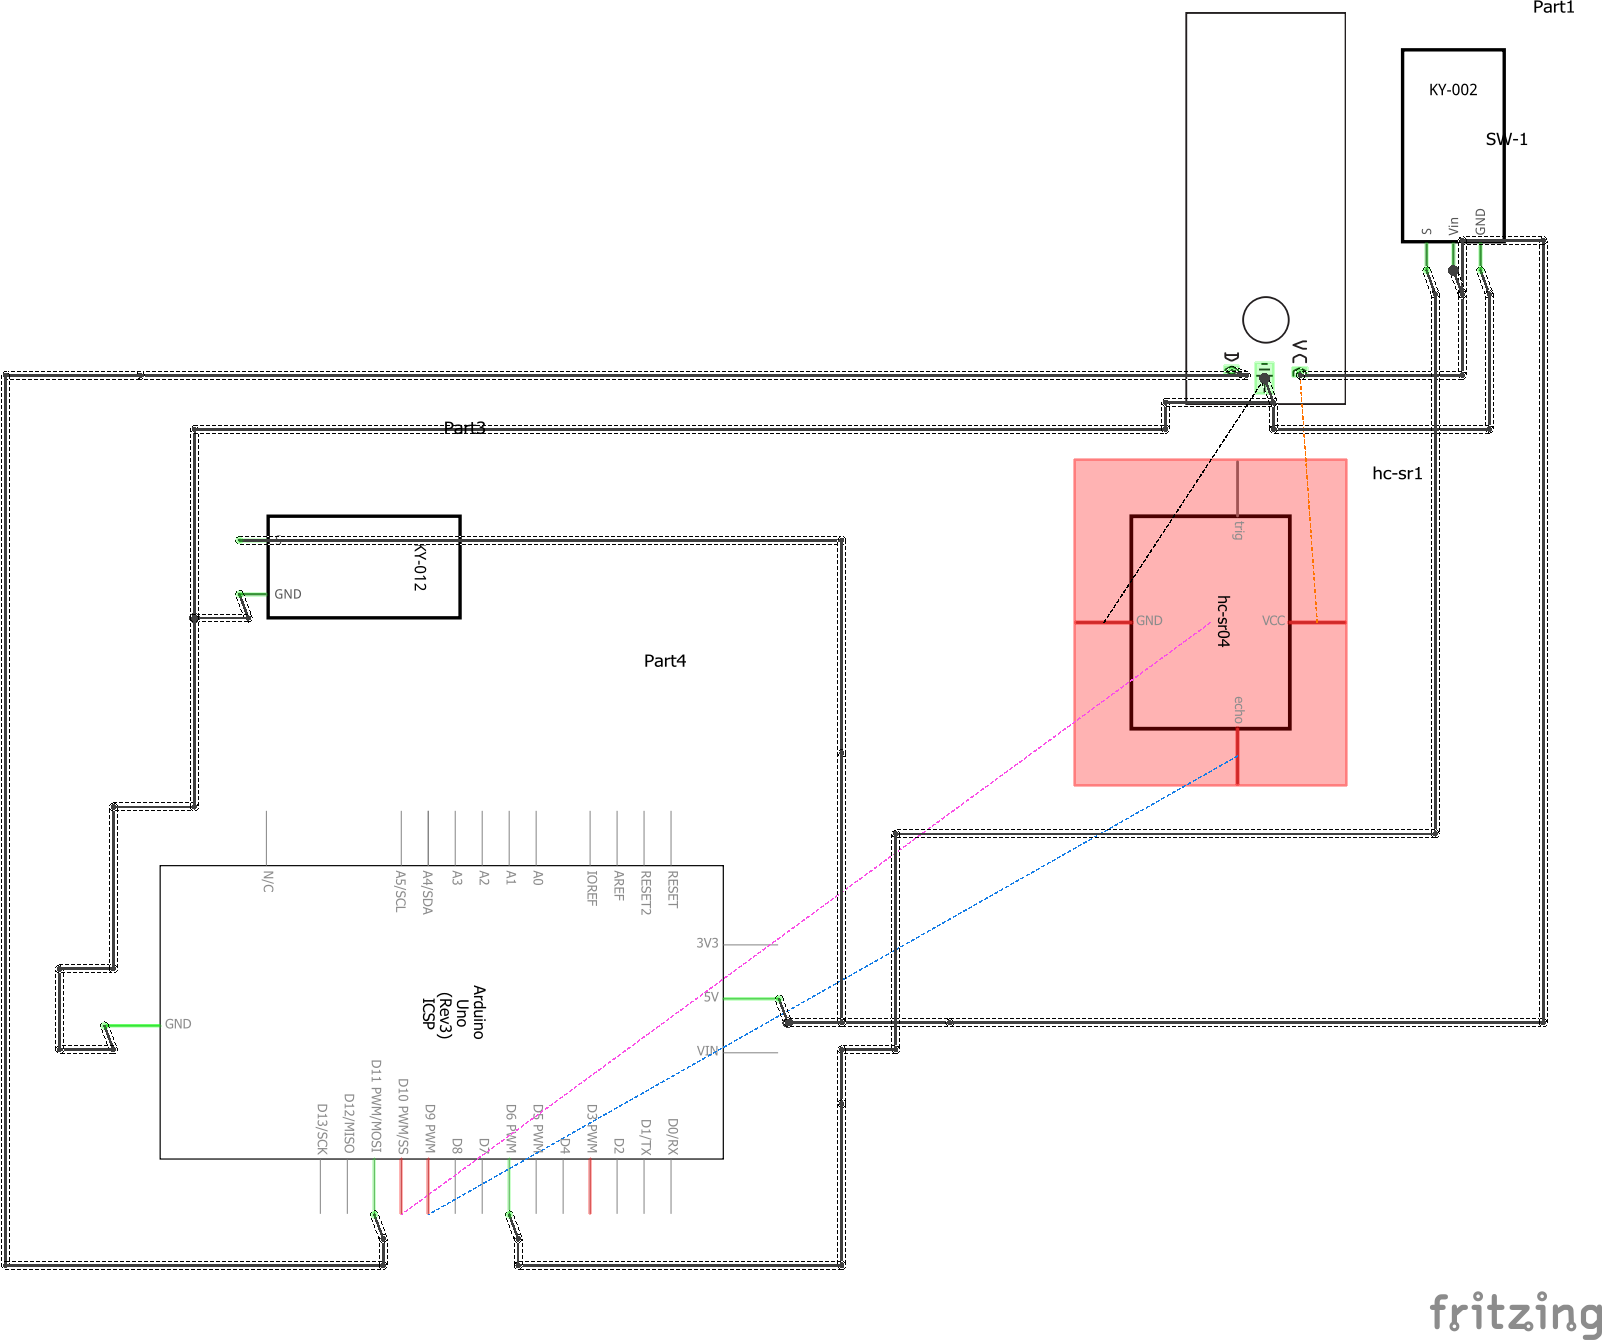 Part1
KY-002
SW-1
S
Vin
GND
VC
Part3
hc-sr1
KY-012
GND
trig
GND
hc-sr04
VCC
echo
Part4
N/C
A5/SCL
A4/SDA
A3
A2
A1
A0
IOREF
AREF
RESET2
RESET
3V3
5V
VIN
GND
Arduino
Uno
(Rev3)
ICSP
D13/SCK
D12/MISO
D11 PWM/MOSI
D10 PWM/SS
D9 PWM
D8
D7
D6 PWM
D5 PWM
D4
D3 PWM
D2
D1/TX
D0/RX
fritzing